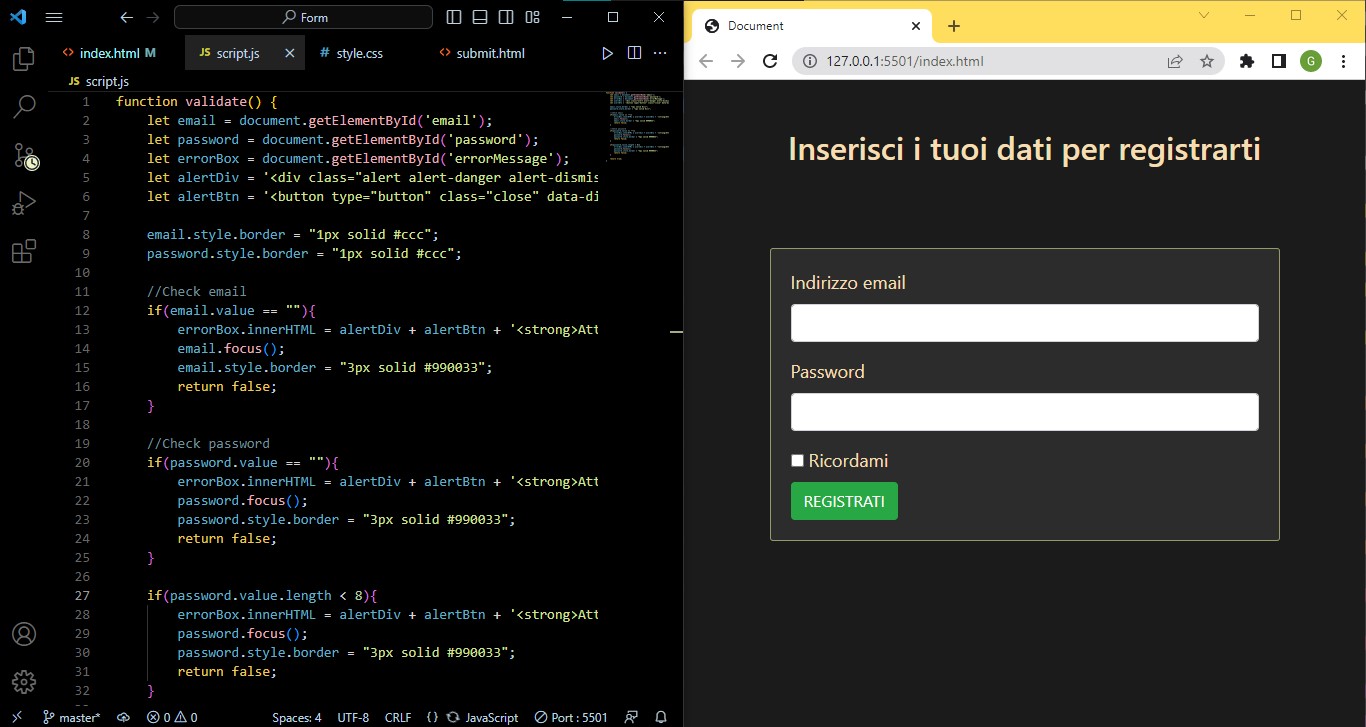 Form
index.html M
JS script.js
# style.css
<> submit.html
JS script.js
1 function validate() {
2 let email = document.getElementById('email');
3 let password = document.getElementById('password');
4 let errorBox = document.getElementById('errorMessage');
5 let alertDiv = '<div class="alert alert-danger alert-dismis
6 let alertBtn = '<button type="button" class="close" data-di
7
8 email.style.border = "1px solid #ccc";
9 password.style.border = "1px solid #ccc";
10
11 //Check email
12 if(email.value == ""){
13 errorBox.innerHTML = alertDiv + alertBtn + '<strong>Att
14 email.focus();
15 email.style.border = "3px solid #990033";
16 return false;
17 }
18
19 //Check password
20 if(password.value == ""){
21 errorBox.innerHTML = alertDiv + alertBtn + '<strong>Att
22 password.focus();
23 password.style.border = "3px solid #990033";
24 return false;
25 }
26
27 if(password.value.length < 8){
28 errorBox.innerHTML = alertDiv + alertBtn + '<strong>Att
29 password.focus();
30 password.style.border = "3px solid #990033";
31 return false;
32 }
master* 0 0 Spaces: 4 UTF-8 CRLF {} JavaScript Port : 5501
Document
127.0.0.1:5501/index.html
G
Inserisci i tuoi dati per registrarti
Indirizzo email
Password
Ricordami
REGISTRATI